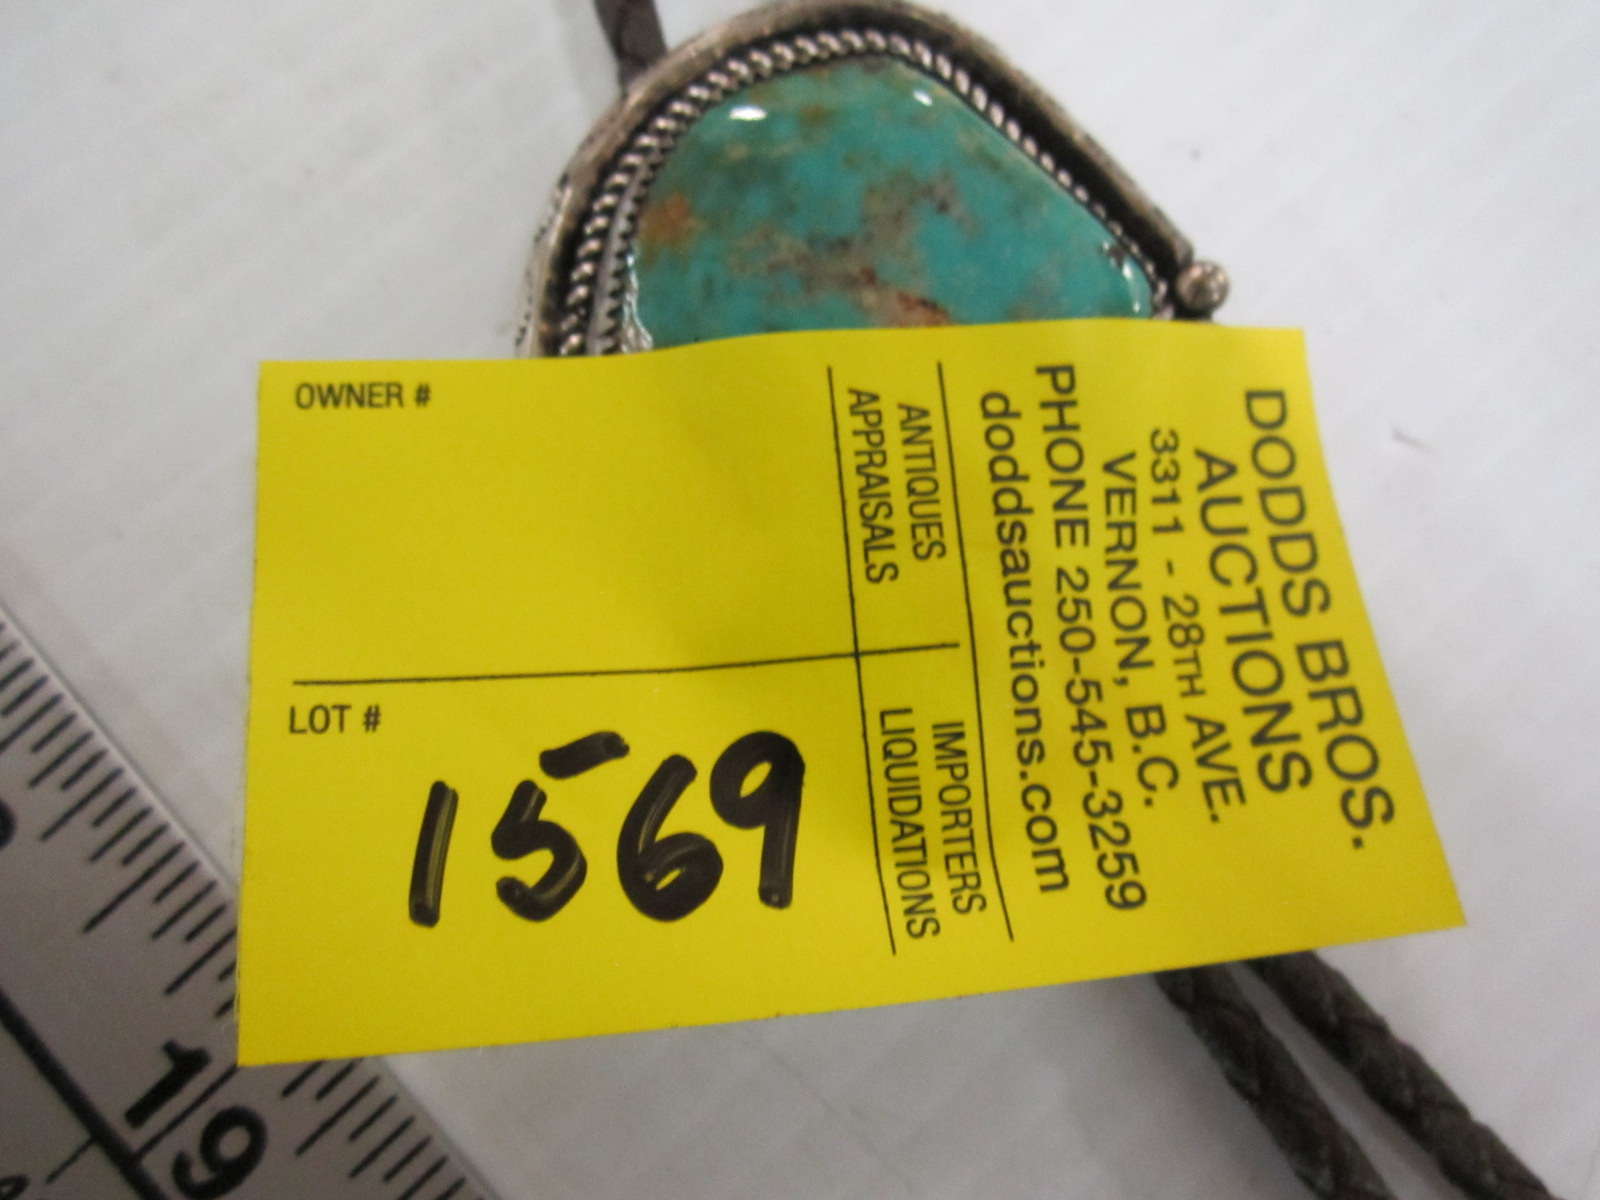 OWNER #
LOT #
1569
ANTIQUES
APPRAISALS
IMPORTERS
LIQUIDATIONS
DODDS BROS.
AUCTIONS
3311 - 28TH AVE.
VERNON, B.C.
PHONE 250-545-3259
doddsauctions.com
19